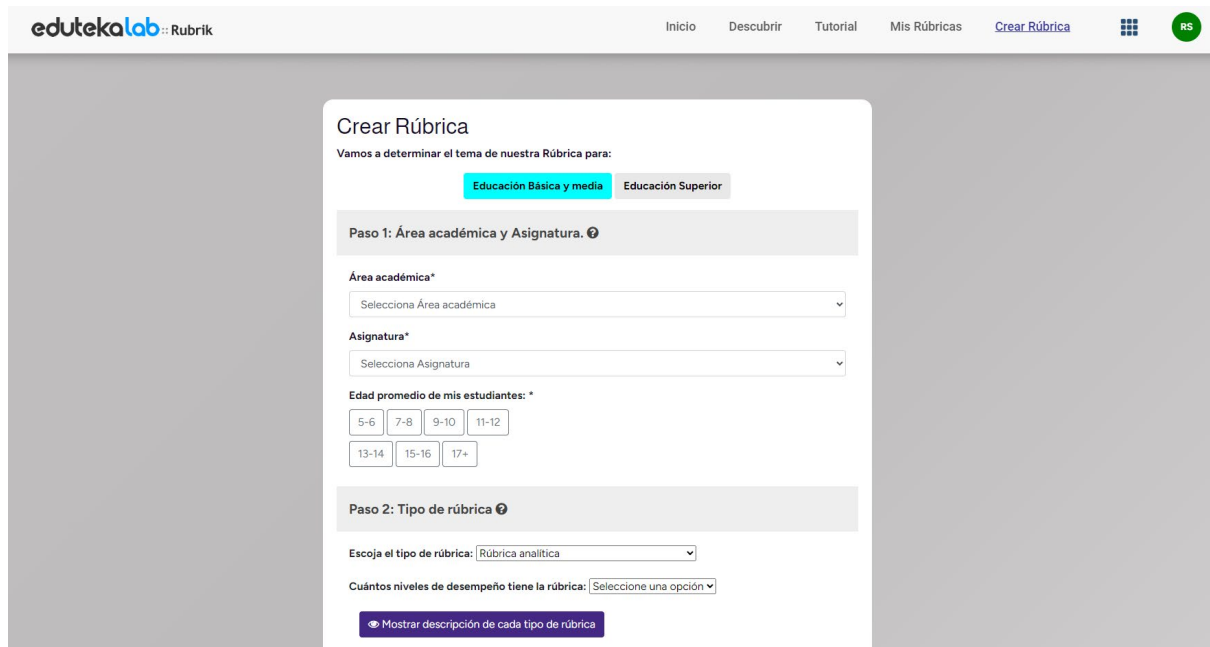 edutekalab :: Rubrik
Inicio Descubrir Tutorial Mis Rúbricas Crear Rúbrica RS
Crear Rúbrica
Vamos a determinar el tema de nuestra Rúbrica para:
Educación Básica y media Educación Superior
Paso 1: Área académica y Asignatura. ?
Área académica*
Selecciona Área académica
Asignatura*
Selecciona Asignatura
Edad promedio de mis estudiantes: *
5-6 7-8 9-10 11-12
13-14 15-16 17+
Paso 2: Tipo de rúbrica ?
Escoja el tipo de rúbrica: Rúbrica analítica
Cuántos niveles de desempeño tiene la rúbrica: Seleccione una opción
Mostrar descripción de cada tipo de rúbrica